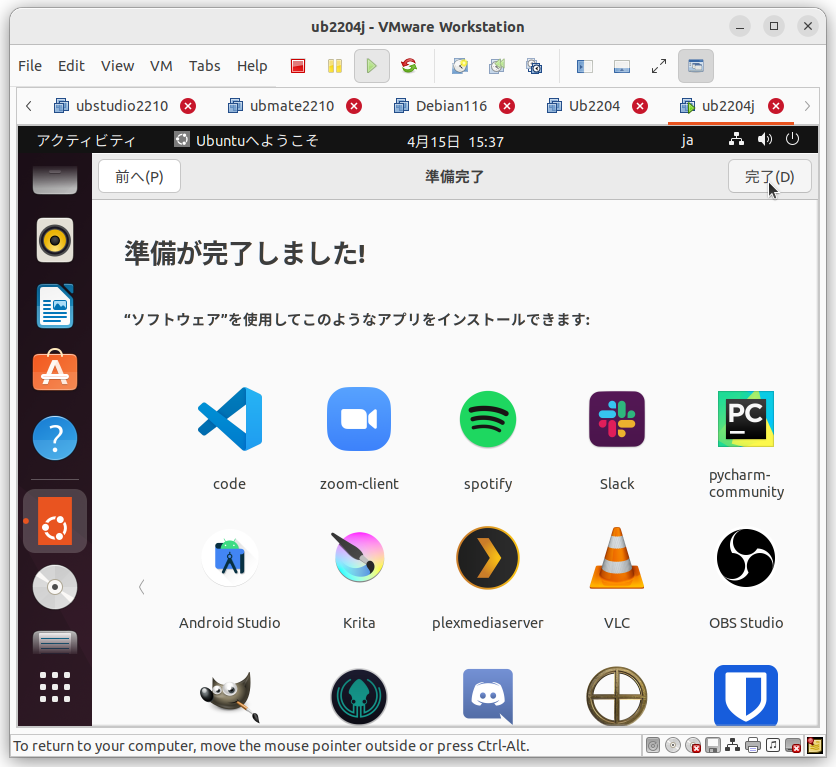 ub2204j - VMware Workstation
File Edit View VM Tabs Help
ubstudio2210 ubmate2210 Debian116 Ub2204 ub2204j
アクティビティ Ubuntuへようこそ 4月15日 15:37 ja
前へ(P) 準備完了 完了(D)
準備が完了しました!
“ソフトウェア”を使用してこのようなアプリをインストールできます:
PC
code zoom-client spotify Slack pycharm-
community
Android Studio Krita plexmediaserver VLC OBS Studio
To return to your computer, move the mouse pointer outside or press Ctrl-Alt.